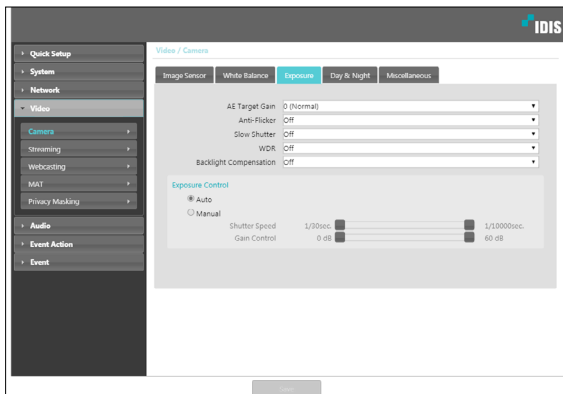 IDIS
Quick Setup
System
Network
Video
Camera
Streaming
Webcasting
MAT
Privacy Masking
Audio
Event Action
Event
Video / Camera
Image Sensor White Balance Exposure Day & Night Miscellaneous
AE Target Gain 0 (Normal)
Anti-Flicker Off
Slow Shutter Off
WDR Off
Backlight Compensation Off
Exposure Control
Auto
Manual
Shutter Speed 1/30sec. 1/10000sec.
Gain Control 0 dB 60 dB
Save